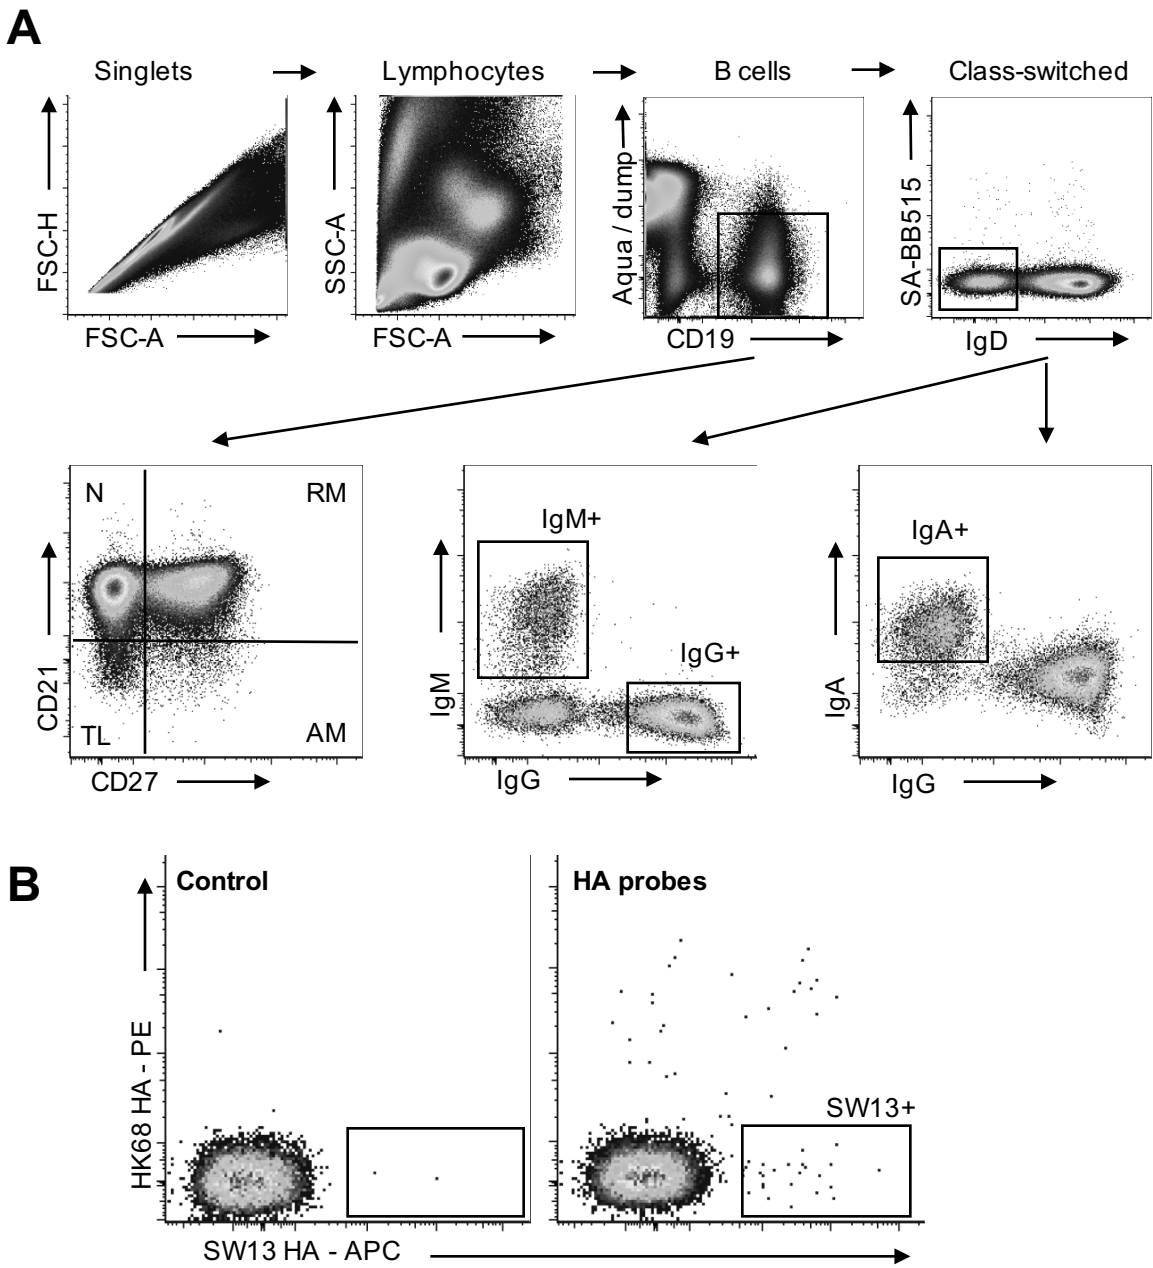 A
Singlets
Lymphocytes
B cells
Class-switched
FSC-H
FSC-A
SSC-A
FSC-A
Aqua / dump
CD19
SA-BB515
IgD
N
RM
TL
AM
CD21
CD27
IgM+
IgG+
IgM
IgG
IgA+
IgA
IgG
B
Control
HA probes
HK68 HA - PE
SW13+
SW13 HA - APC